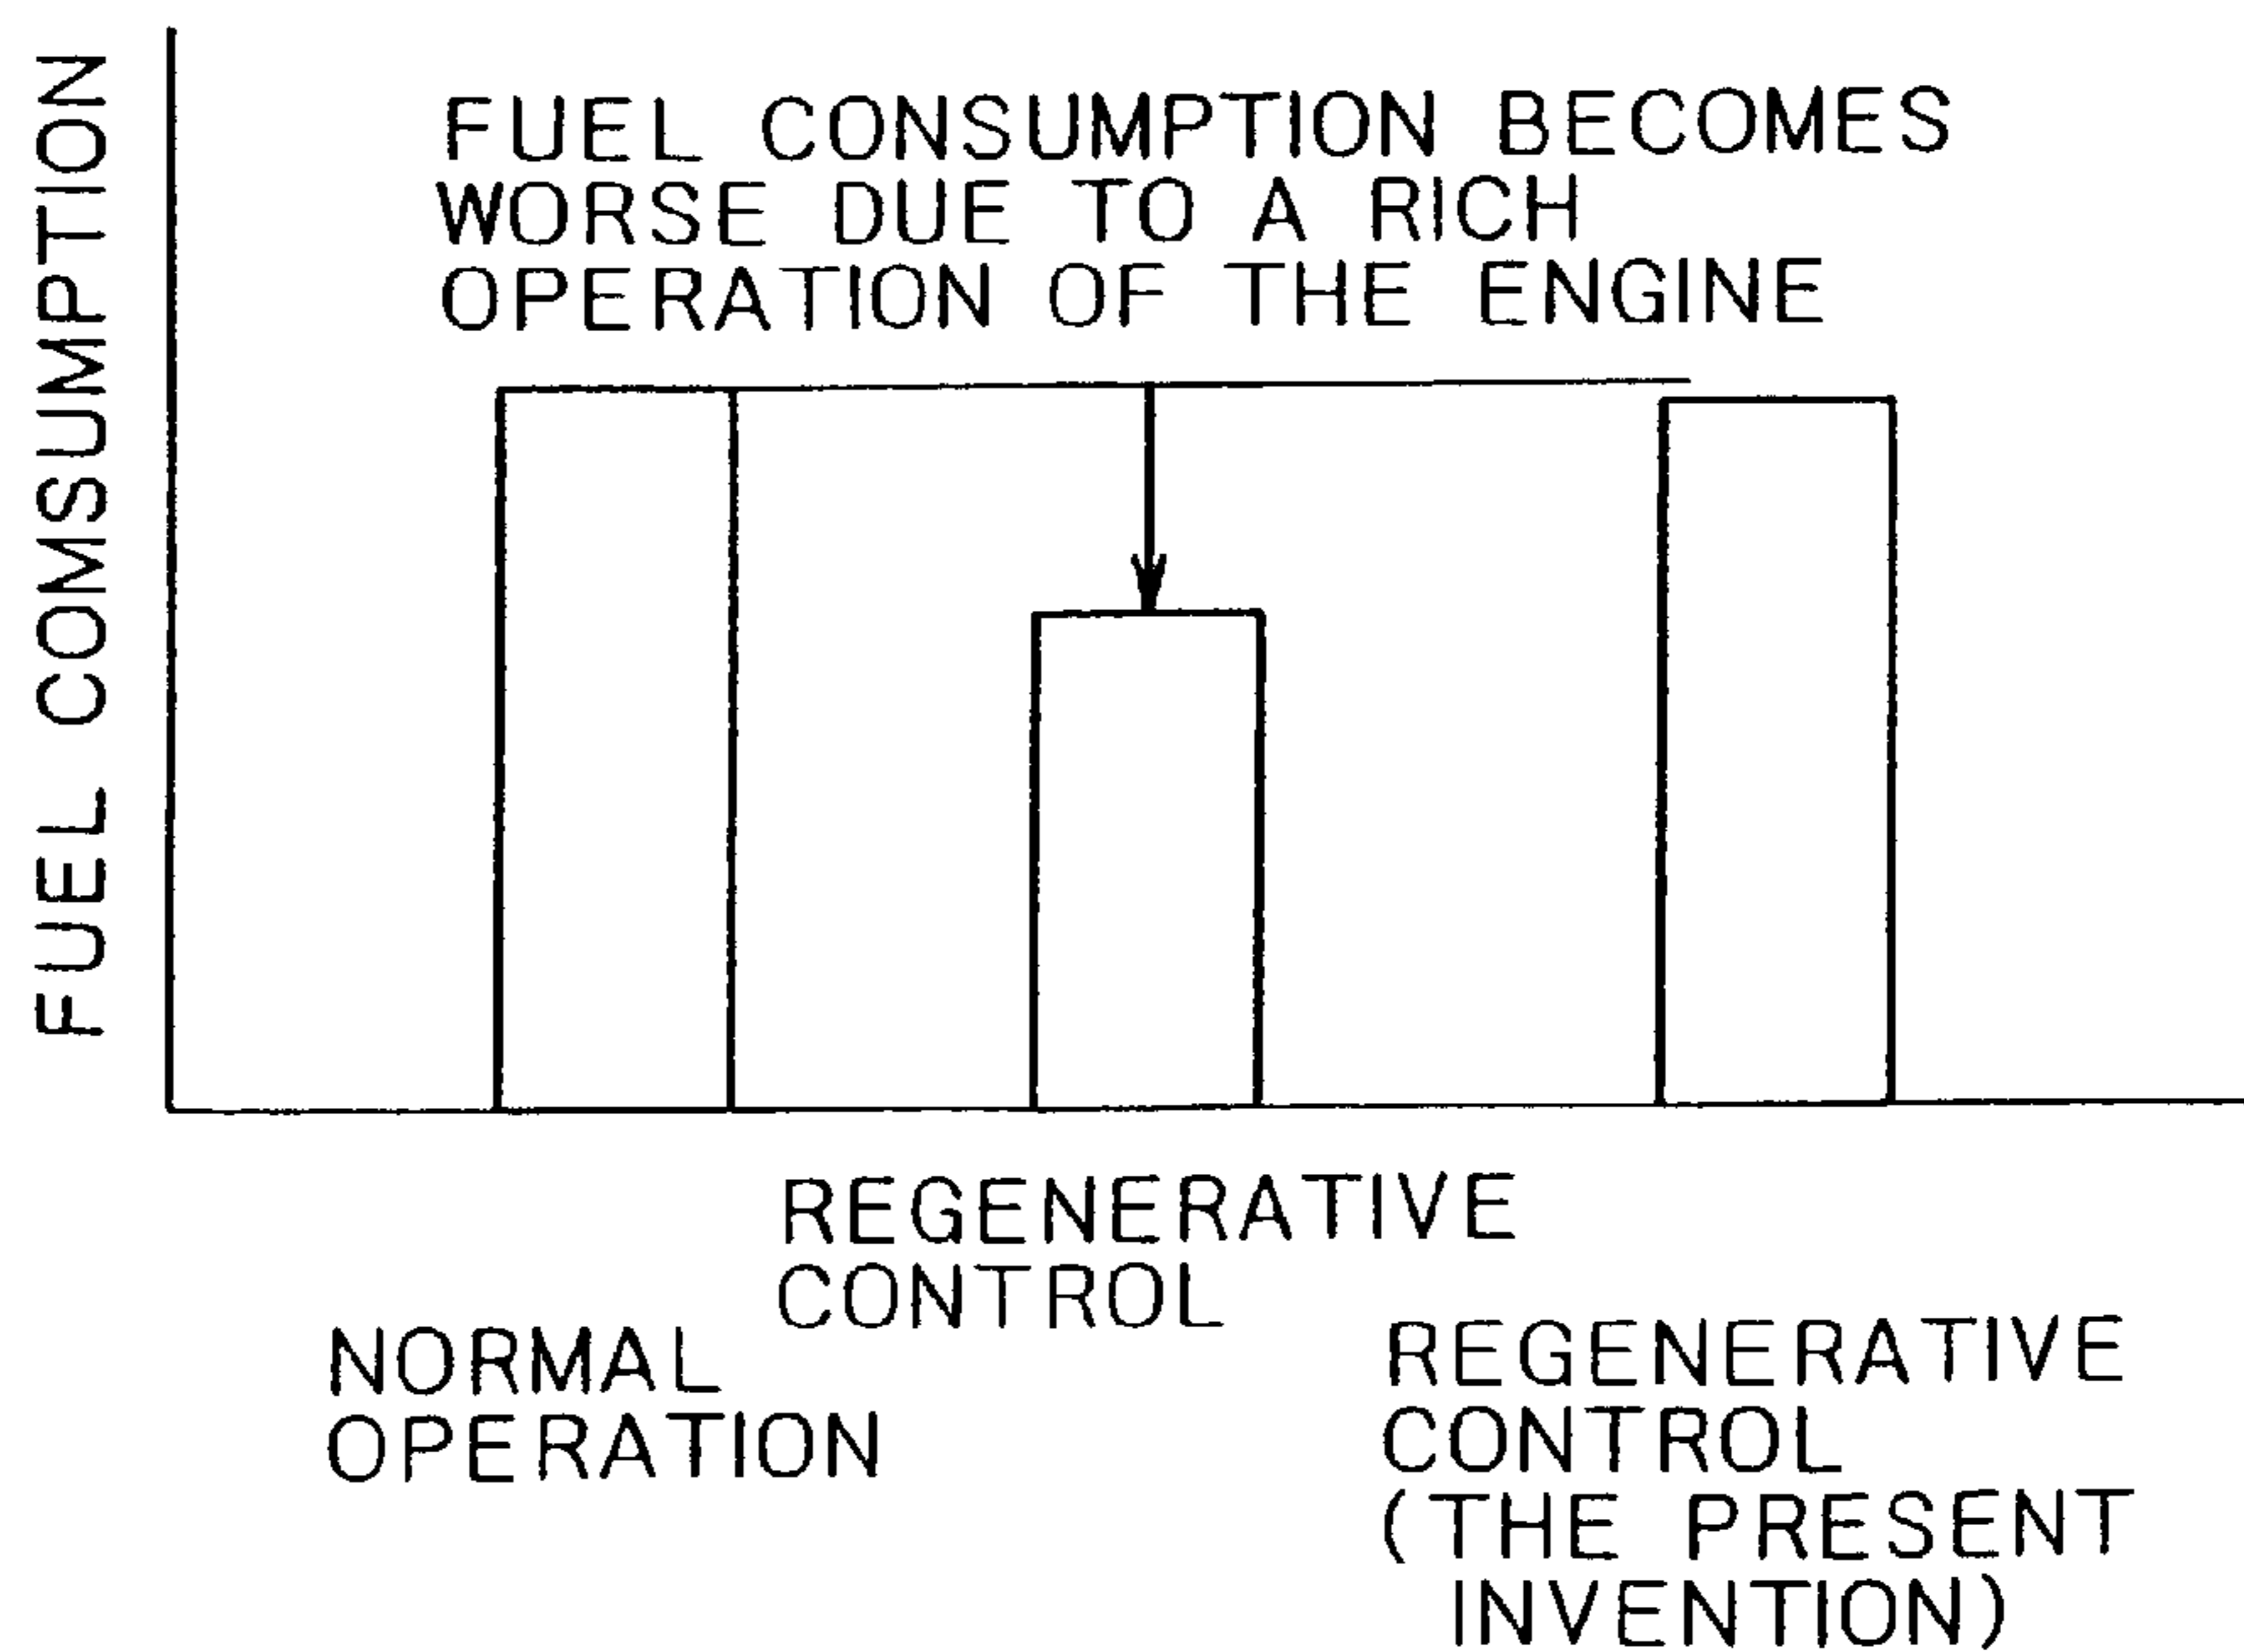 FUEL COMSUMPTION
FUEL CONSUMPTION BECOMES
WORSE DUE TO A RICH
OPERATION OF THE ENGINE
REGENERATIVE
CONTROL
NORMAL
OPERATION
REGENERATIVE
CONTROL
(THE PRESENT
INVENTION)